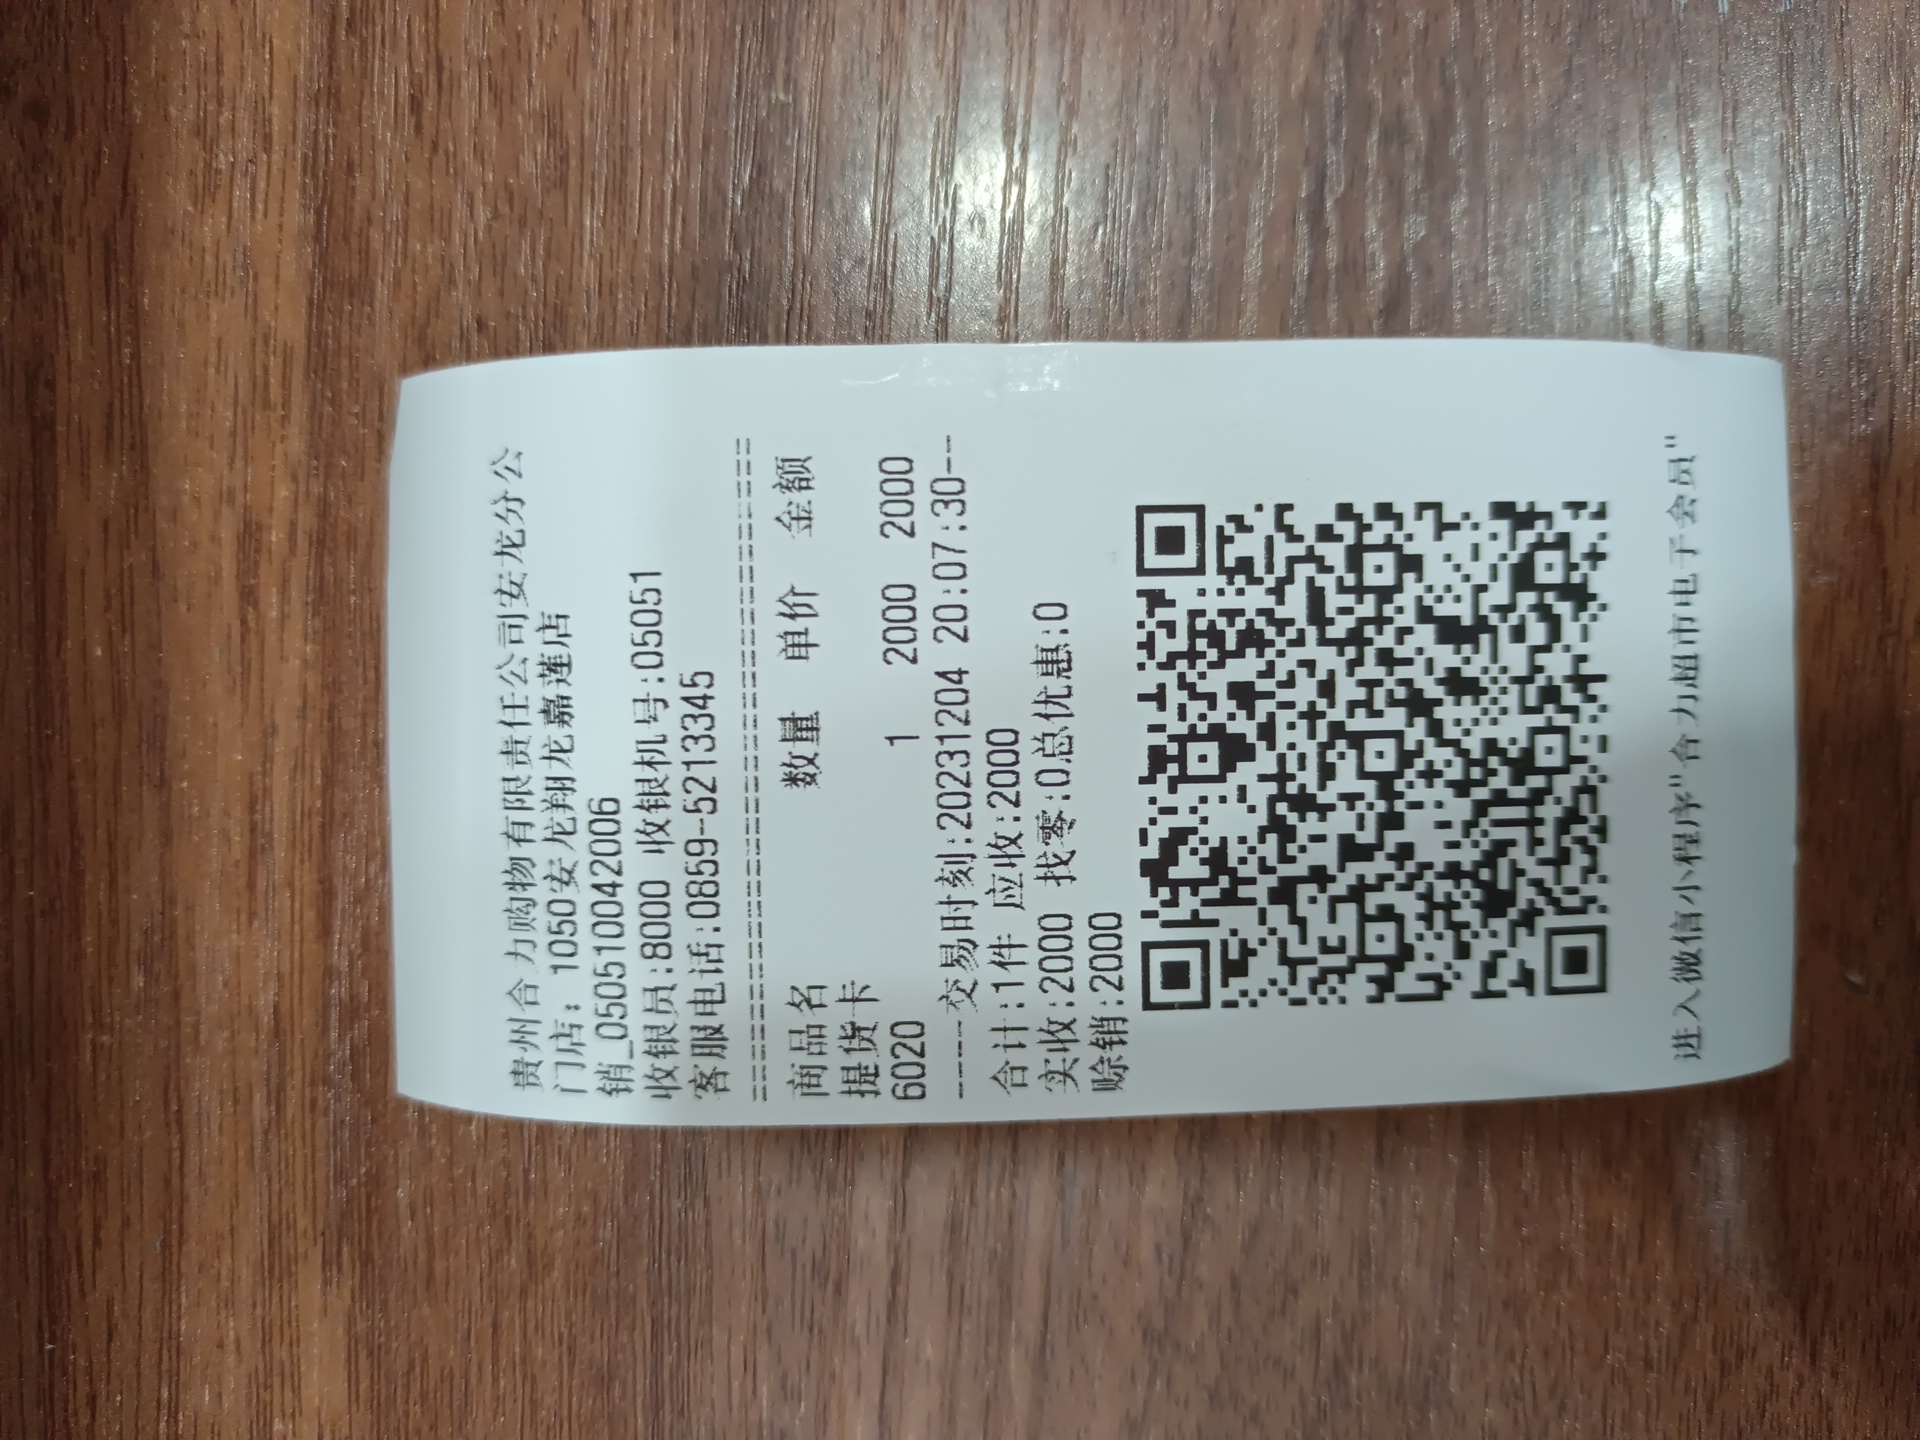 贵州合力购物有限责任公司安龙分公
门店: 1050安龙翔龙嘉莲店
销_050510042006
收银员:8000 收银机号:05051
客服电话:0859-5213345
================================
商品名 数量 单价 金额
提货卡
6020 1 2000 2000
----交易时刻:20231204 20:07:30--
合计:1件 应收:2000
实收:2000 找零:0总优惠:0
赊销:2000
进入微信小程序"合力超市电子会员"